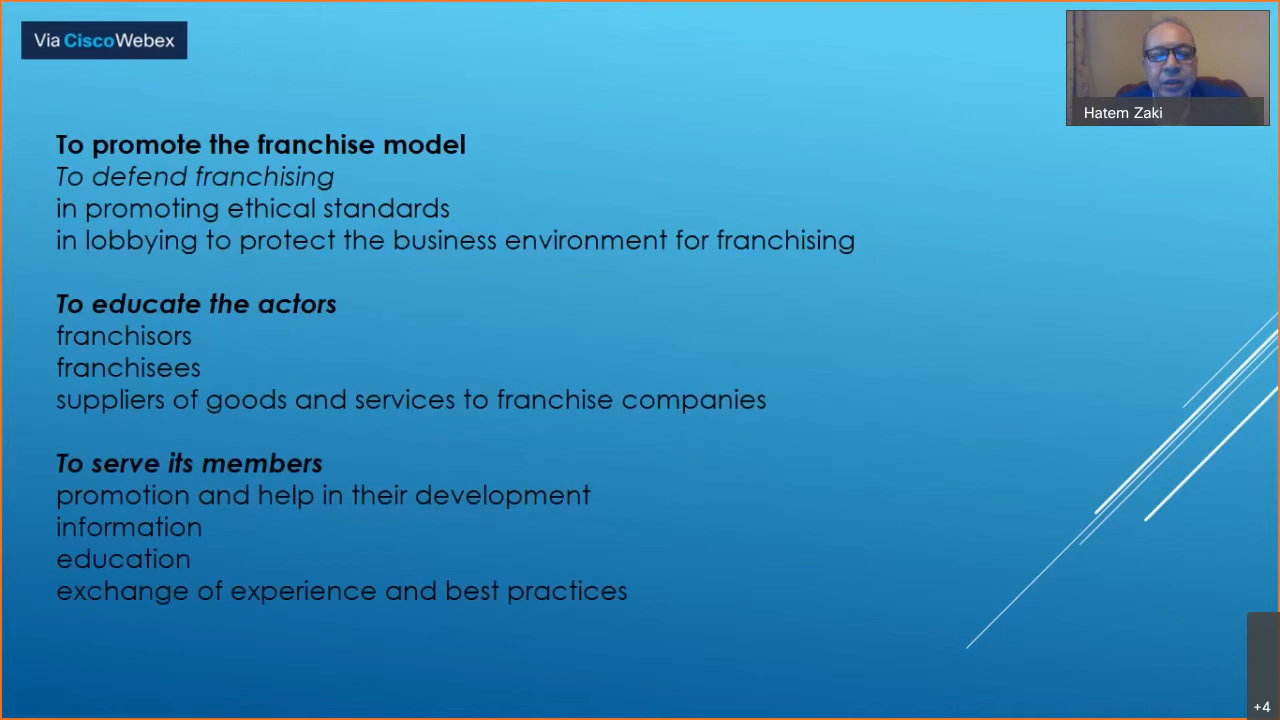 Via CiscoWebex
Hatem Zaki
To promote the franchise model
To defend franchising
in promoting ethical standards
in lobbying to protect the business environment for franchising
To educate the actors
franchisors
franchisees
suppliers of goods and services to franchise companies
To serve its members
promotion and help in their development
information
education
exchange of experience and best practices
+4